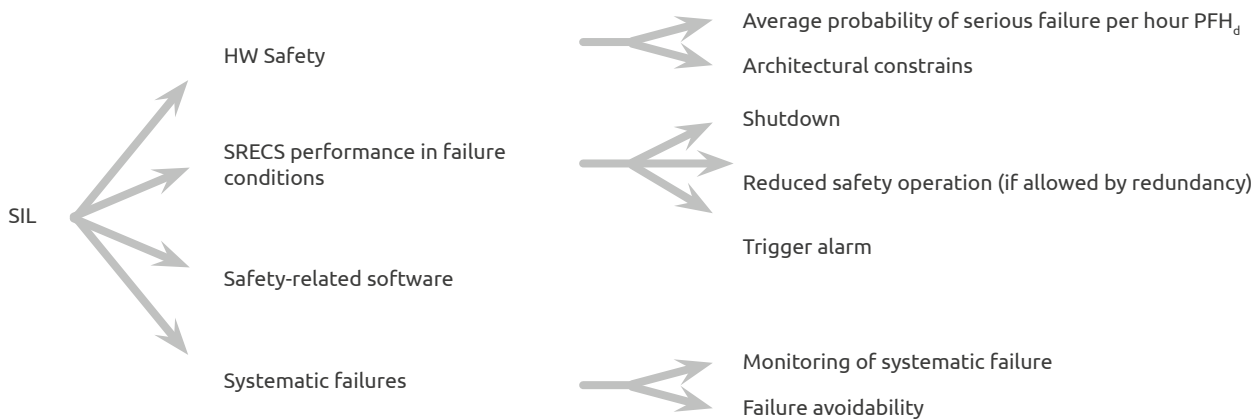 Average probability of serious failure per hour PFHd
HW Safety
Architectural constrains
Shutdown
SRECS performance in failure
conditions
Reduced safety operation (if allowed by redundancy)
SIL
Trigger alarm
Safety-related software
Monitoring of systematic failure
Systematic failures
Failure avoidability